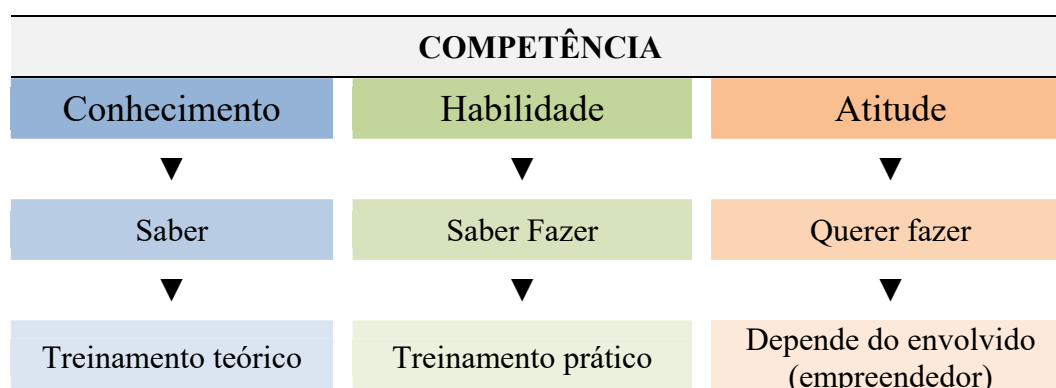 COMPETÊNCIA
Conhecimento Habilidade Atitude
▼ ▼ ▼
Saber Saber Fazer Querer fazer
▼ ▼ ▼
Treinamento teórico Treinamento prático Depende do envolvido
(empreendedor)